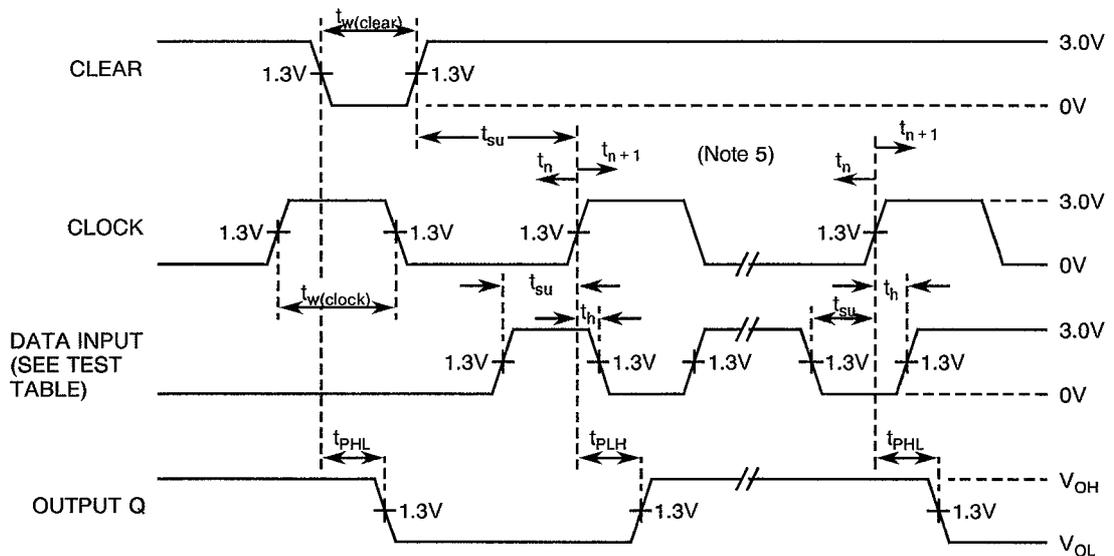 tw(clear)
3.0V
CLEAR
1.3V
1.3V
0V
tsu
tn
tn + 1
(Note 5)
tn
tn + 1
3.0V
CLOCK
1.3V
1.3V
1.3V
1.3V
0V
tw(clock)
tsu
th
tsu
th
DATA INPUT
(SEE TEST
TABLE)
3.0V
1.3V
1.3V
1.3V
1.3V
1.3V
0V
tPHL
tPLH
tPHL
VOH
OUTPUT Q
1.3V
1.3V
1.3V
VOL